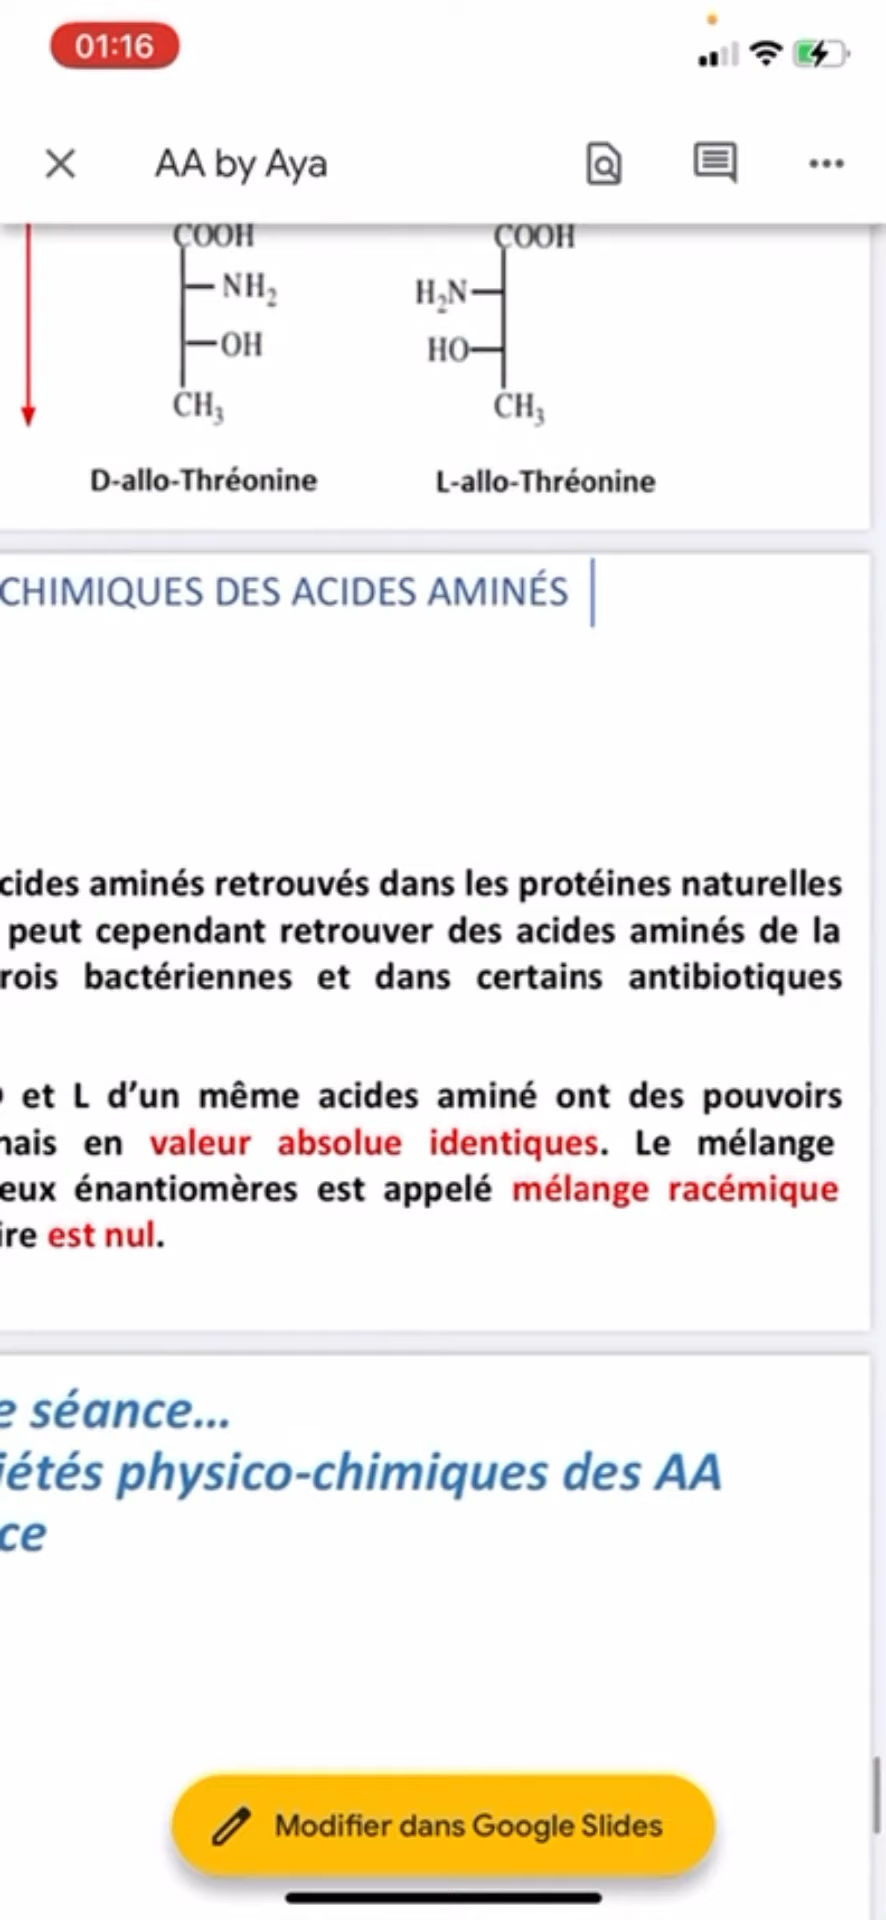 01:16
AA by Aya
COOH COOH
NH₂ H₂N
OH HO
CH₃ CH₃
D-allo-Thréonine L-allo-Thréonine
CHIMIQUES DES ACIDES AMINÉS
cides aminés retrouvés dans les protéines naturelles
peut cependant retrouver des acides aminés de la
rois bactériennes et dans certains antibiotiques
et L d’un même acides aminé ont des pouvoirs
mais en valeur absolue identiques. Le mélange
eux énantiomères est appelé mélange racémique
ire est nul.
e séance...
iétés physico-chimiques des AA
ce
Modifier dans Google Slides